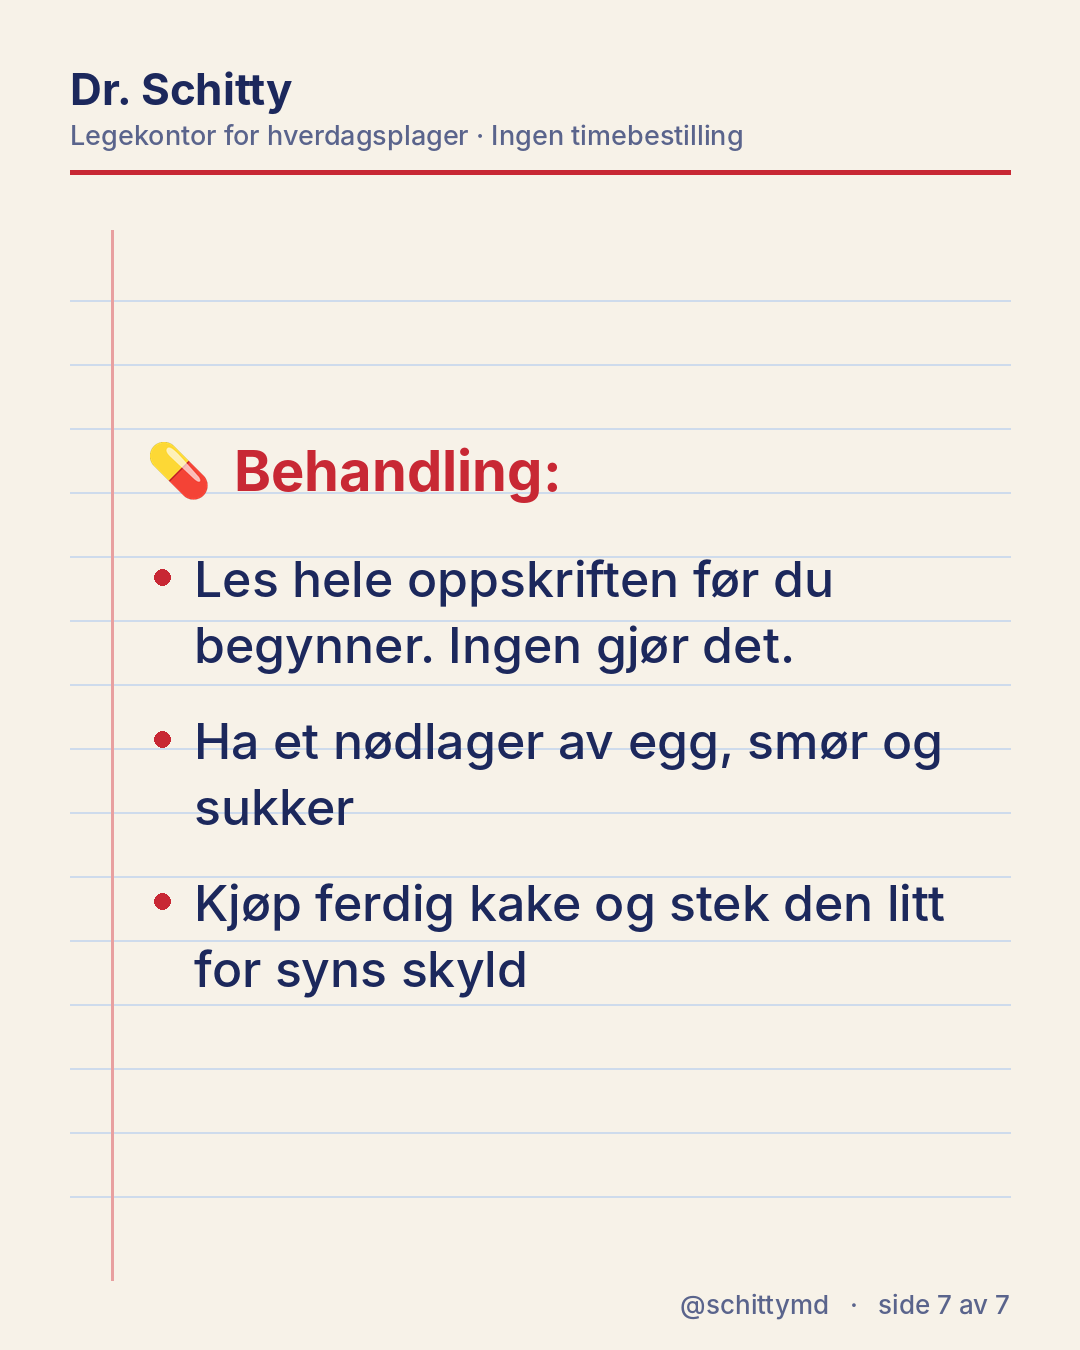 Dr. Schitty
Legekontor for hverdagsplager · Ingen timebestilling
💊 Behandling:
• Les hele oppskriften før du
begynner. Ingen gjør det.
• Ha et nødlager av egg, smør og
sukker
• Kjøp ferdig kake og stek den litt
for syns skyld
@schittymd · side 7 av 7